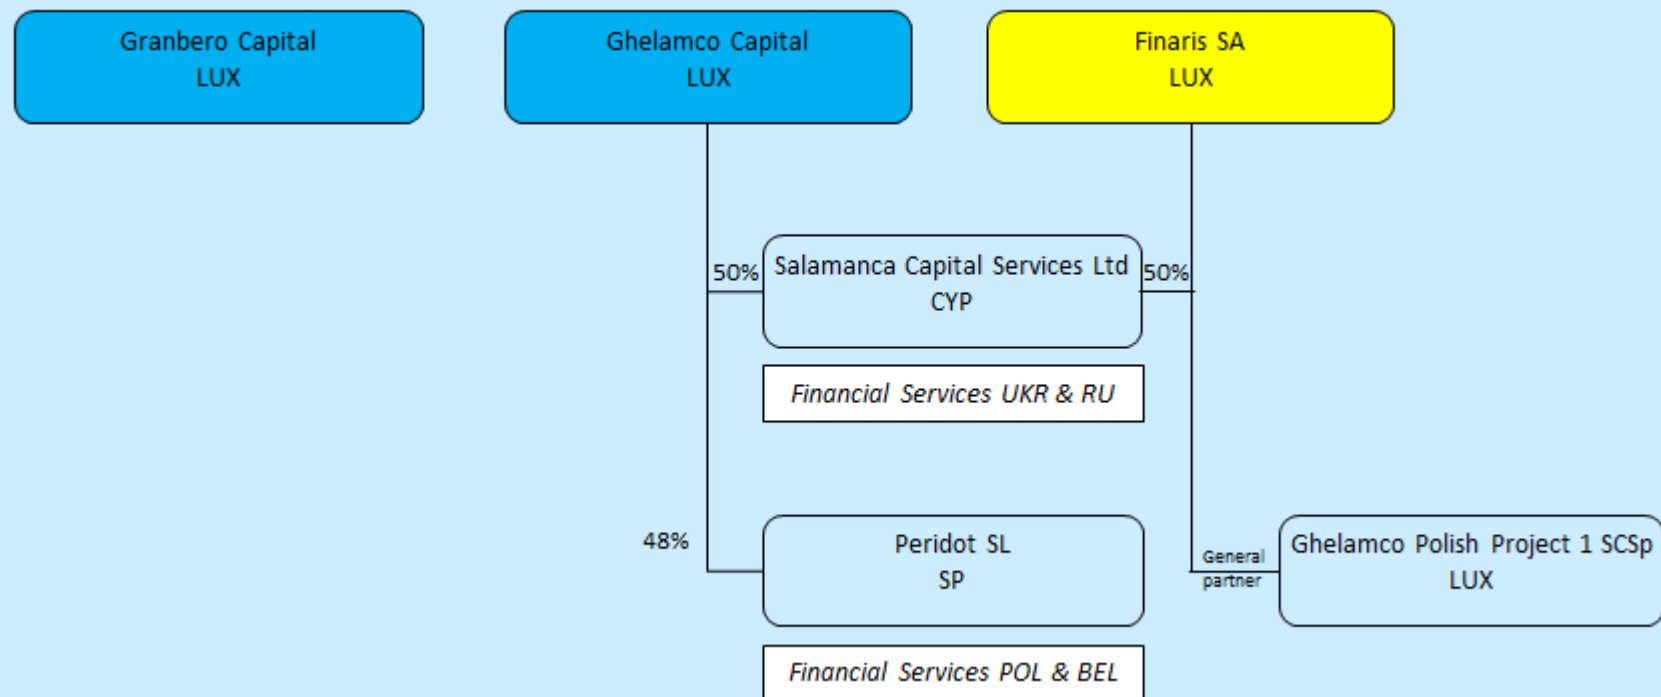 Granbero Capital
LUX
Ghelamco Capital
LUX
Finaris SA
LUX
50%
Salamanca Capital Services Ltd
CYP
50%
Financial Services UKR & RU
48%
Peridot SL
SP
General
partner
Ghelamco Polish Project 1 SCSp
LUX
Financial Services POL & BEL